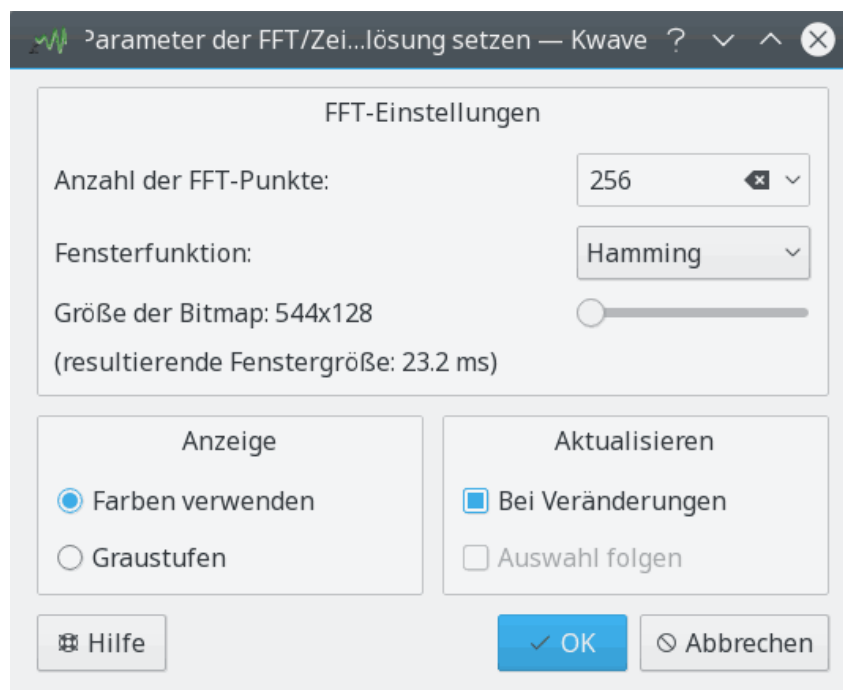 Parameter der FFT/Zei...lösung setzen — Kwave
FFT-Einstellungen
Anzahl der FFT-Punkte: 256
Fensterfunktion: Hamming
Größe der Bitmap: 544x128
(resultierende Fenstergröße: 23.2 ms)
Anzeige
Farben verwenden
Graustufen
Aktualisieren
Bei Veränderungen
Auswahl folgen
Hilfe
OK
Abbrechen